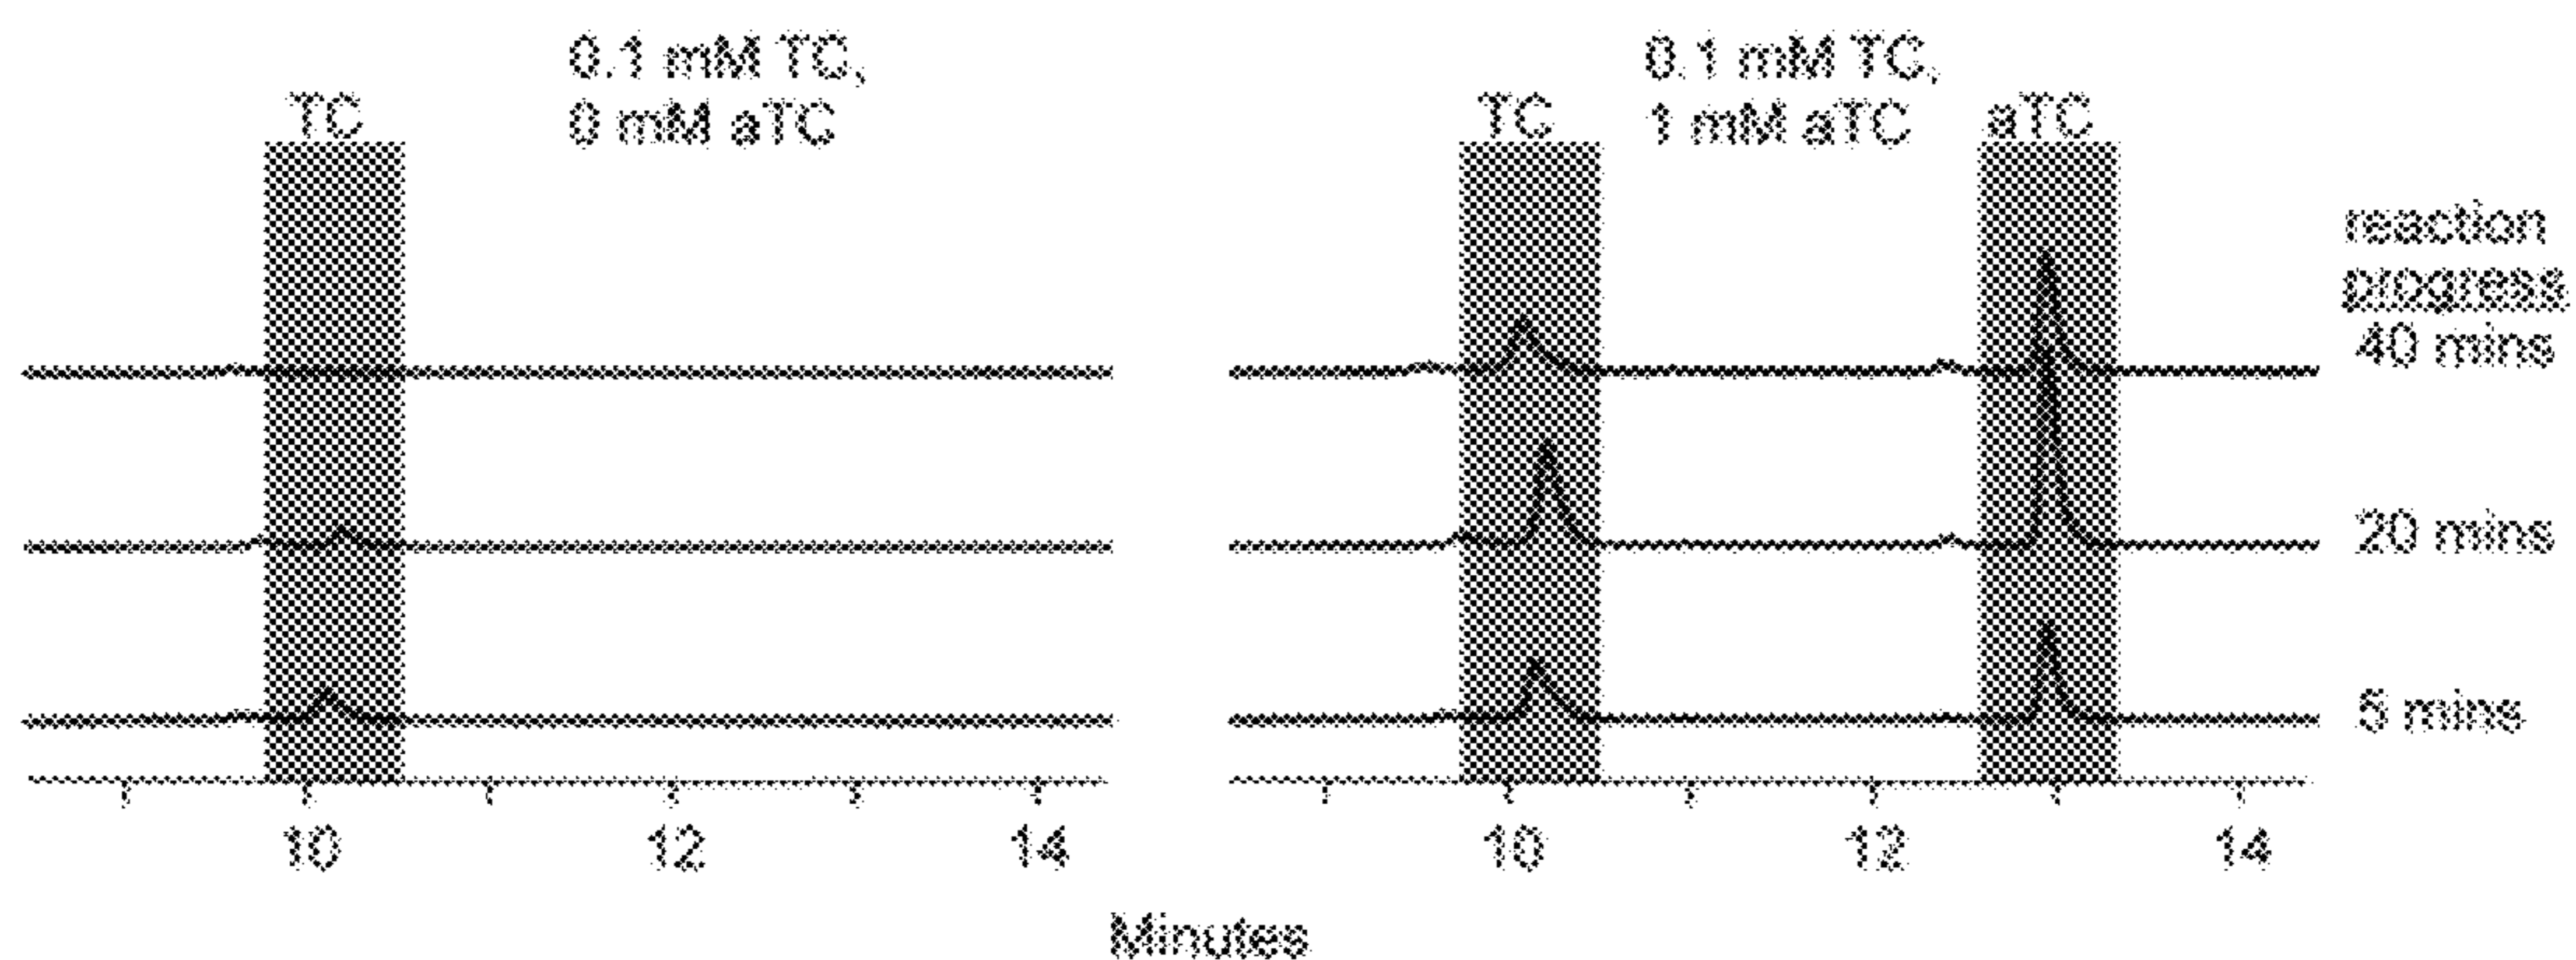 TC
0.1 mM TC,
0 mM aTC
TC
0.1 mM TC,
1 mM aTC
aTC
reaction
progress
40 mins
20 mins
5 mins
10
12
14
10
12
14
Minutes